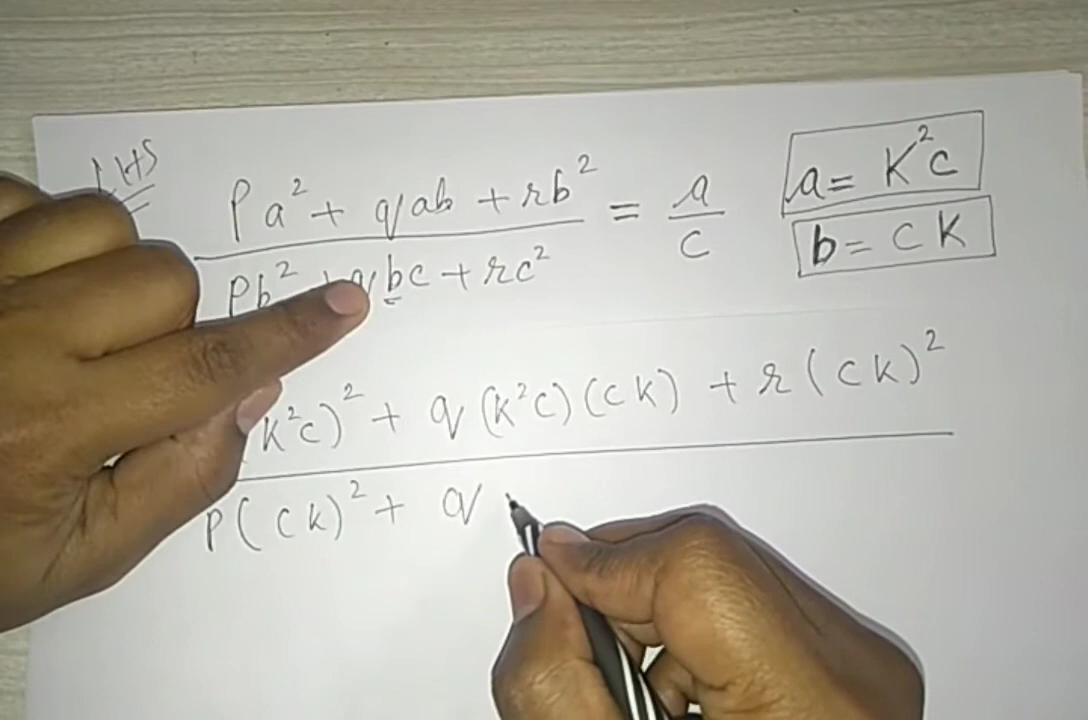 LHS
Pa² + qab + rb² / Pb² + qbc + rc² = a/c
a = K²c
b = cK
(k²c)² + q(k²c)(ck) + r(ck)²
P(ck)² + q